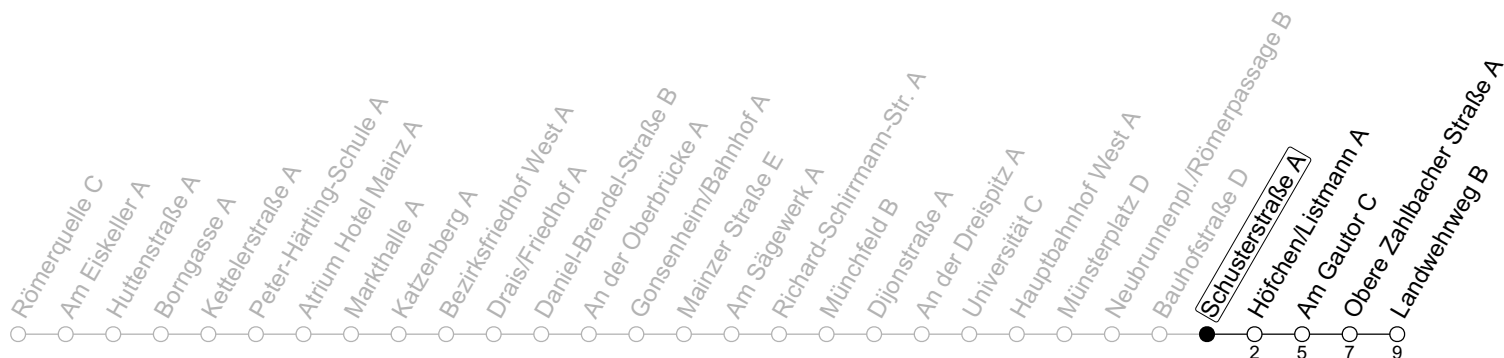 Römerquelle C
Am Eiskeller A
Huttenstraße A
Borngasse A
Kettelerstraße A
Peter-Härtling-Schule A
Atrium Hotel Mainz A
Markthalle A
Katzenberg A
Bezirksfriedhof West A
Drais/Friedhof A
Daniel-Brendel-Straße B
An der Oberbrücke A
Gonsenheim/Bahnhof A
Mainzer Straße E
Am Sägewerk A
Richard-Schirrmann-Str. A
Münchfeld B
Dijonstraße A
An der Dreispitz A
Universität C
Hauptbahnhof West A
Münsterplatz D
Neubrunnenpl./Römerpassage B
Bauhofstraße D
Schusterstraße A
Höfchen/Listmann A
Am Gautor C
Obere Zahlbacher Straße A
Landwehrweg B
2 5 7 9